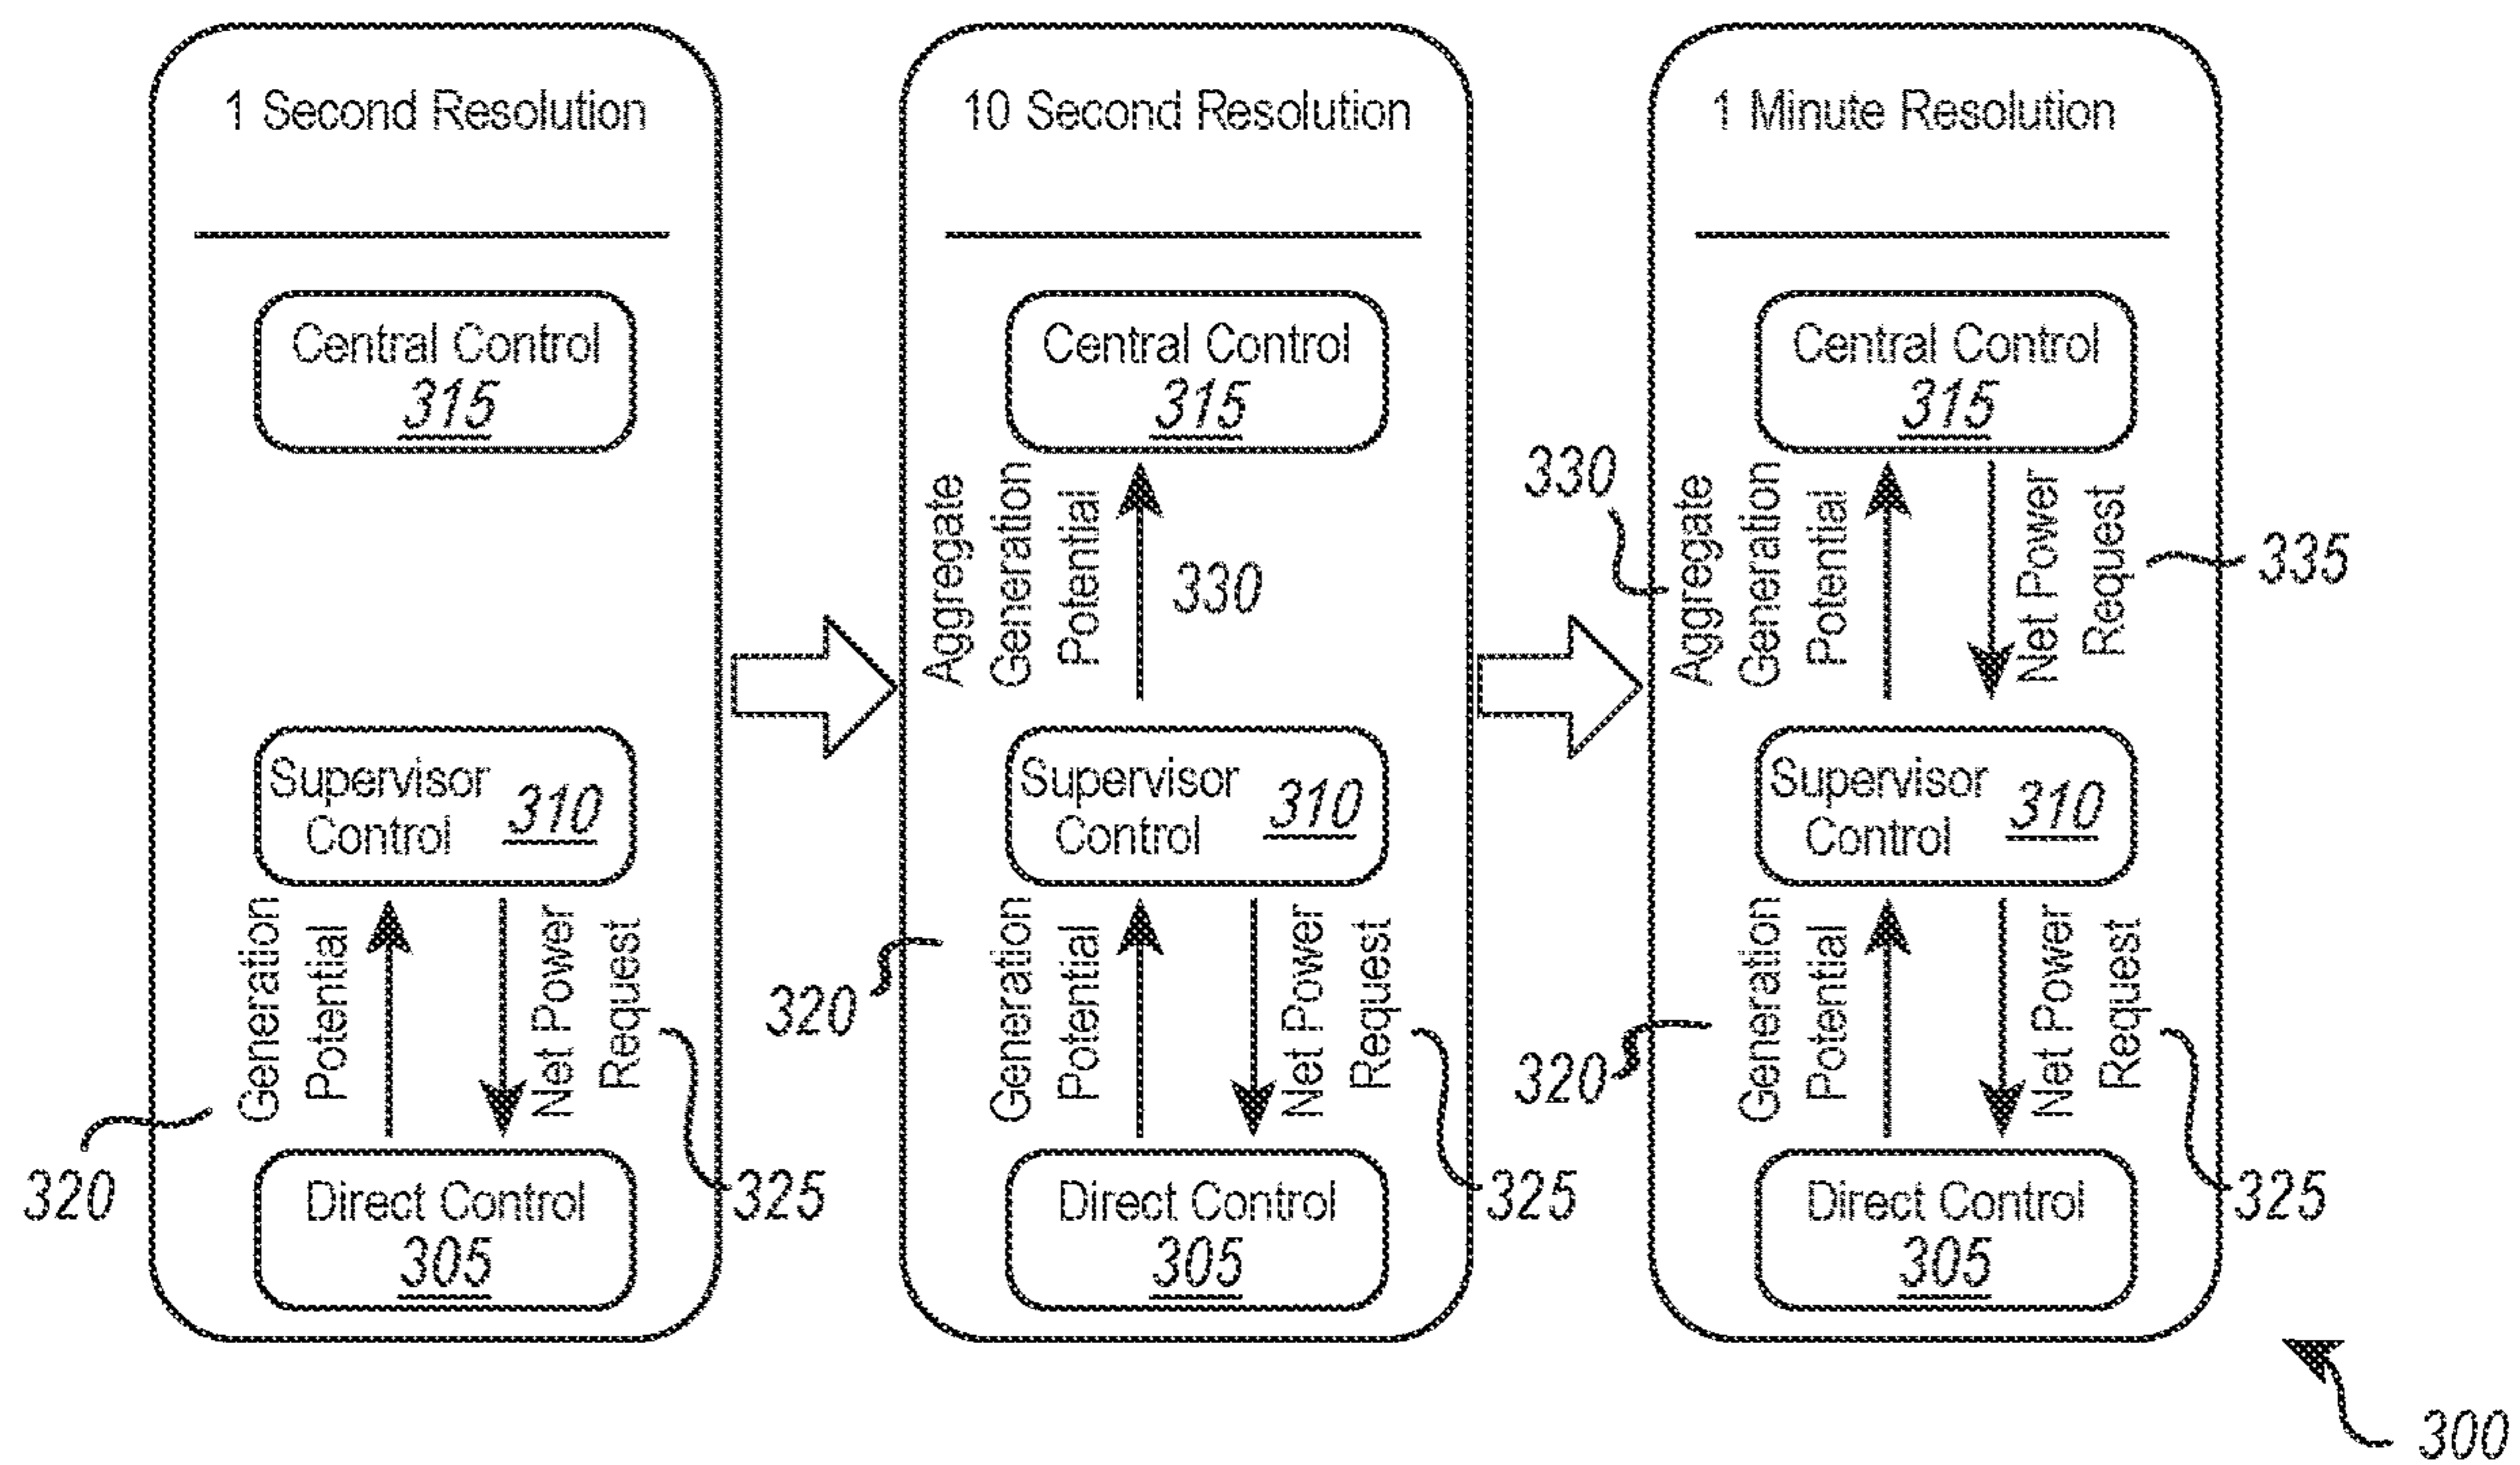 1 Second Resolution
Central Control
315
Supervisor
Control
310
Generation
Potential
Net Power
Request
320
325
Direct Control
305
10 Second Resolution
Central Control
315
Aggregate
Generation
Potential
330
Supervisor
Control
310
320
Generation
Potential
Net Power
Request
325
Direct Control
305
1 Minute Resolution
Central Control
315
330
Aggregate
Generation
Potential
Net Power
Request
335
Supervisor
Control
310
320
Generation
Potential
Net Power
Request
325
Direct Control
305
300